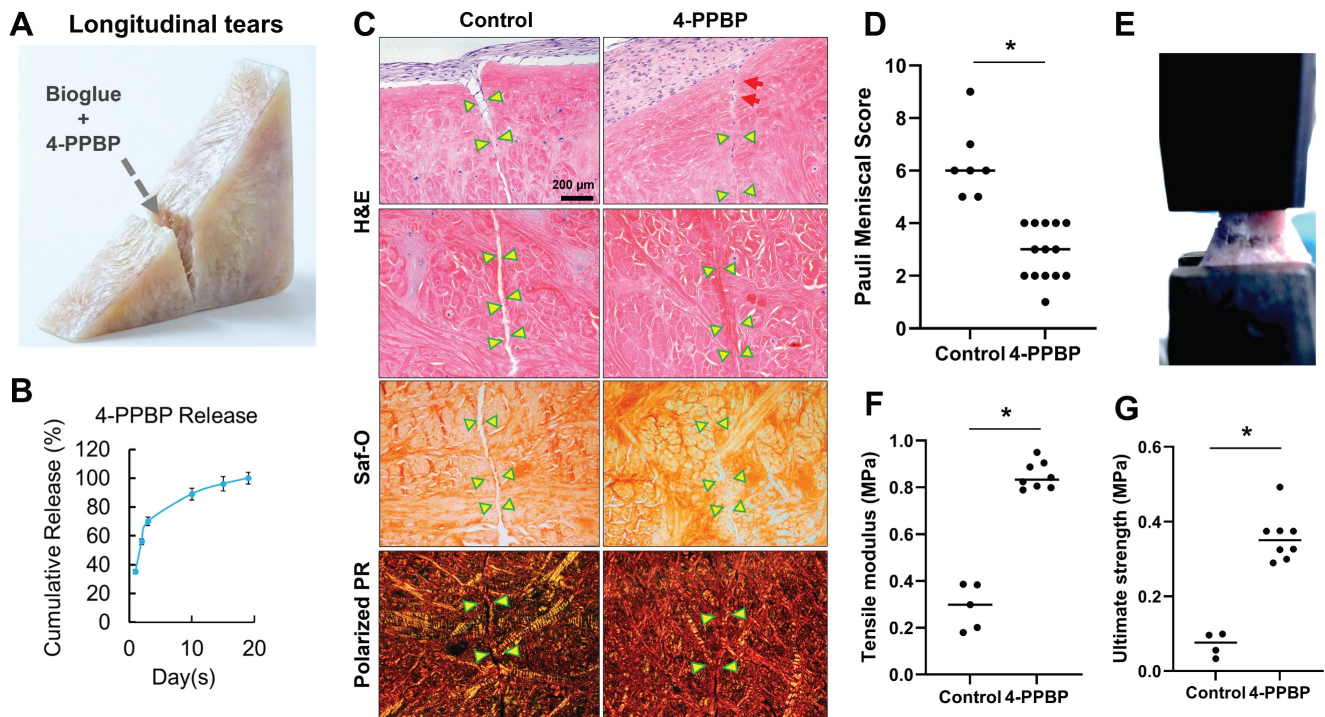 A
Longitudinal tears
Bioglue
+
4-PPBP
B
4-PPBP Release
Cumulative Release (%)
120
100
80
60
40
20
0
0 10 20
Day(s)
C
Control
4-PPBP
H&E
200 µm
Saf-O
Polarized PR
D
*
Pauli Meniscal Score
10
8
6
4
2
0
Control 4-PPBP
E
F
*
Tensile modulus (MPa)
1.0
0.8
0.6
0.4
0.2
0.0
Control 4-PPBP
G
*
Ultimate strength (MPa)
0.6
0.4
0.2
0.0
Control 4-PPBP